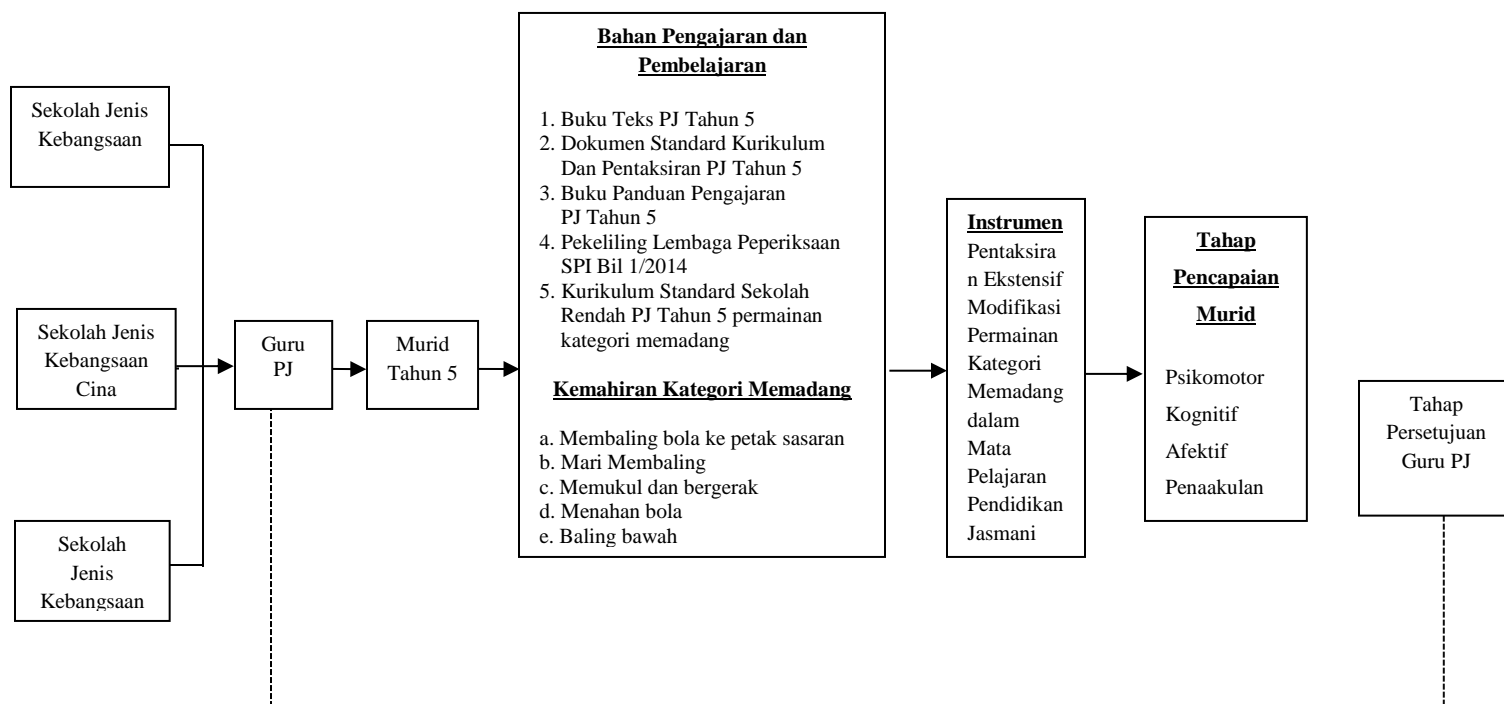 Sekolah Jenis
Kebangsaan
Sekolah Jenis
Kebangsaan
Cina
Sekolah
Jenis
Kebangsaan
Guru
PJ
Murid
Tahun 5
Bahan Pengajaran dan
Pembelajaran
1. Buku Teks PJ Tahun 5
2. Dokumen Standard Kurikulum
Dan Pentaksiran PJ Tahun 5
3. Buku Panduan Pengajaran
PJ Tahun 5
4. Pekeliling Lembaga Peperiksaan
SPI Bil 1/2014
5. Kurikulum Standard Sekolah
Rendah PJ Tahun 5 permainan
kategori memadang
Kemahiran Kategori Memadang
a. Membaling bola ke petak sasaran
b. Mari Membaling
c. Memukul dan bergerak
d. Menahan bola
e. Baling bawah
Instrumen
Pentaksira
n Ekstensif
Modifikasi
Permainan
Kategori
Memadang
dalam
Mata
Pelajaran
Pendidikan
Jasmani
Tahap
Pencapaian
Murid
Psikomotor
Kognitif
Afektif
Penaakulan
Tahap
Persetujuan
Guru PJ